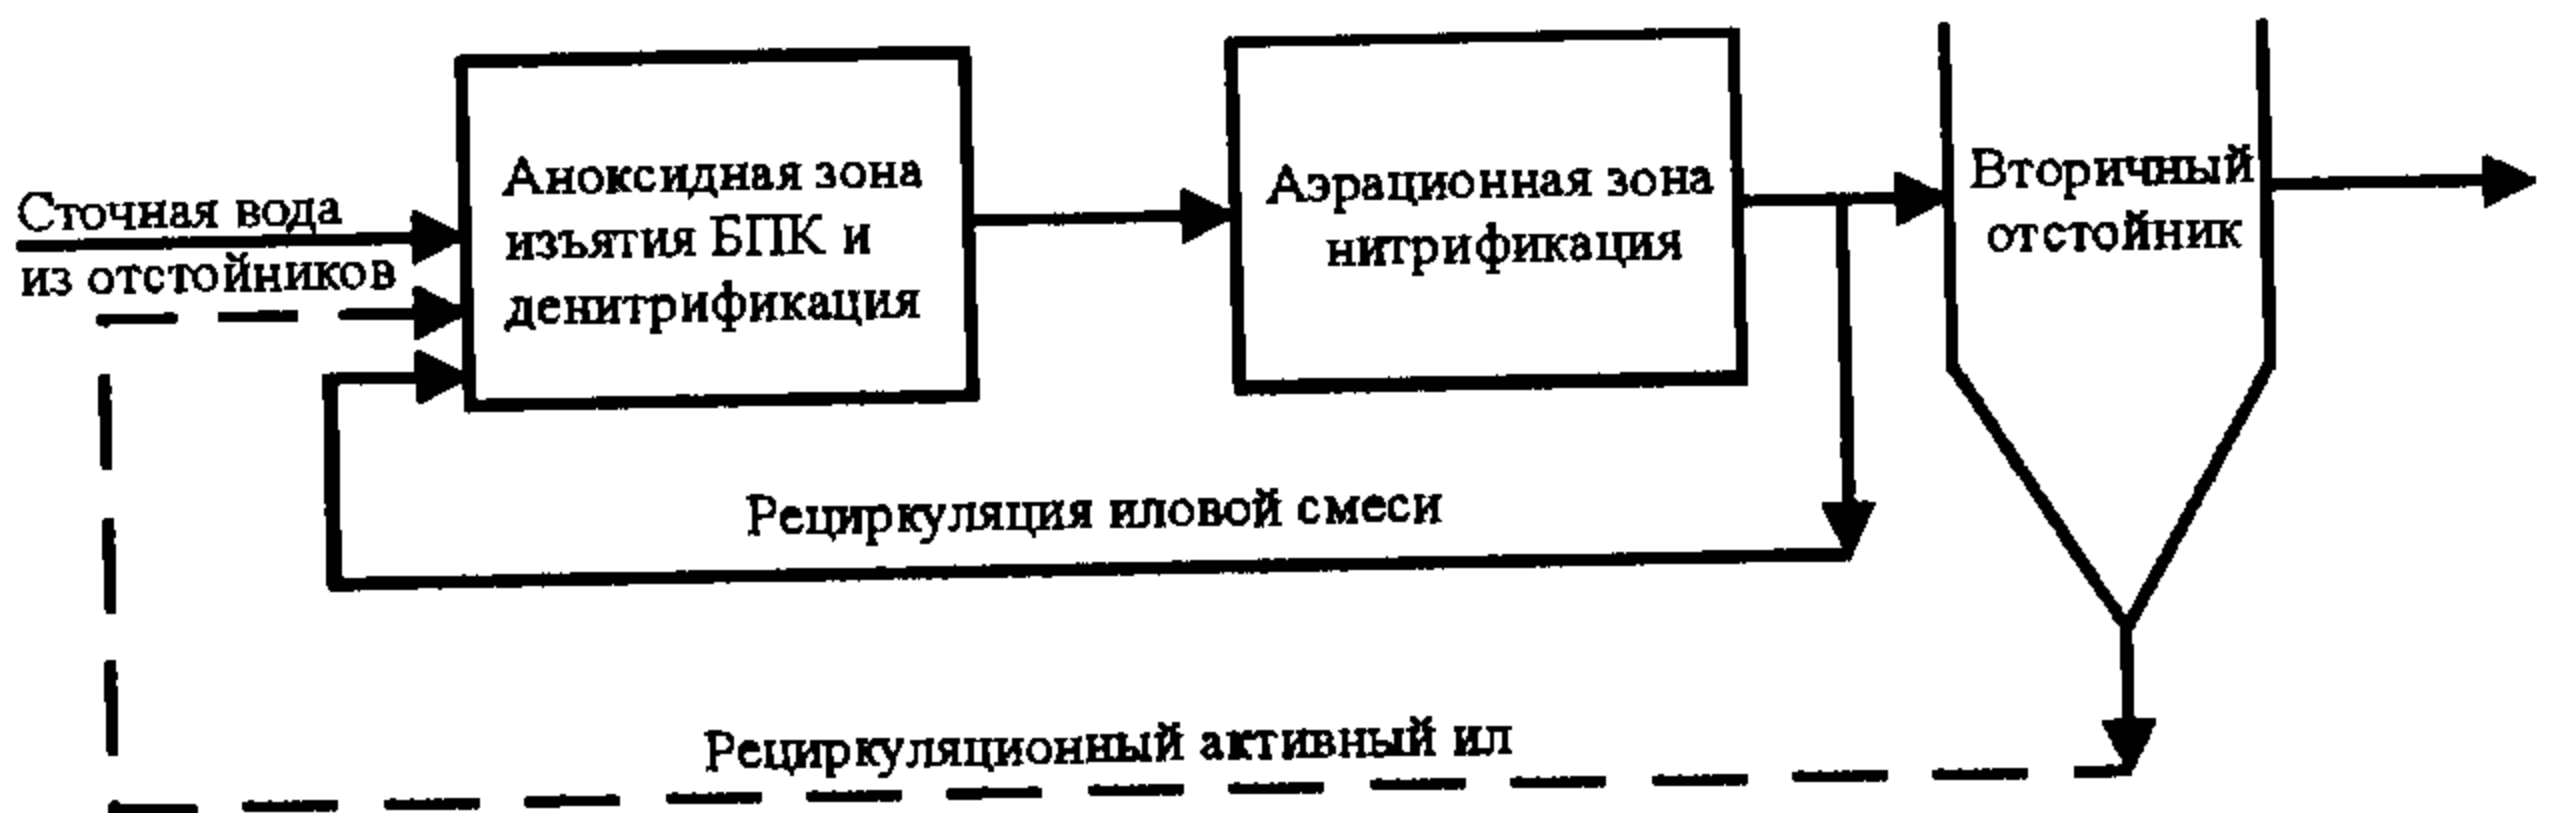 Сточная вода
из отстойников
Аноксидная зона
изъятия БПК и
денитрификация
Аэрационная зона
нитрификация
Вторичный
отстойник
Рециркуляция иловой смеси
Рециркуляционный активный ил